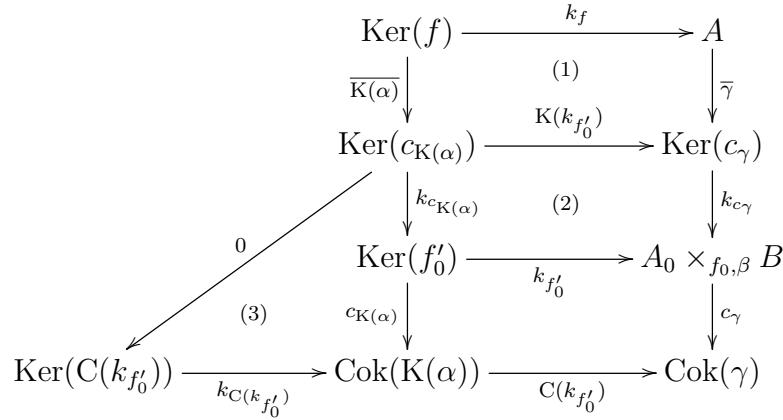 Ker(f) k_f A
\overline{K(α)} (1) \overline{γ}
Ker(c_{K(α)}) K(k_{f'_0}) Ker(c_γ)
0 k_{c_{K(α)}} (2) k_{c_γ}
Ker(f'_0) k_{f'_0} A_0 ×_{f_0,β} B
(3) c_{K(α)} c_γ
Ker(C(k_{f'_0})) k_{C(k_{f'_0})} Cok(K(α)) C(k_{f'_0}) Cok(γ)